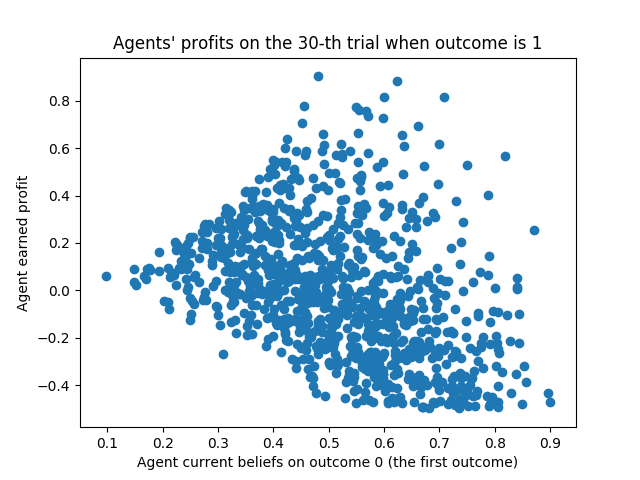 Agents' profits on the 30-th trial when outcome is 1
Agent earned profit
0.8
0.6
0.4
0.2
0.0
−0.2
−0.4
0.1 0.2 0.3 0.4 0.5 0.6 0.7 0.8 0.9
Agent current beliefs on outcome 0 (the first outcome)